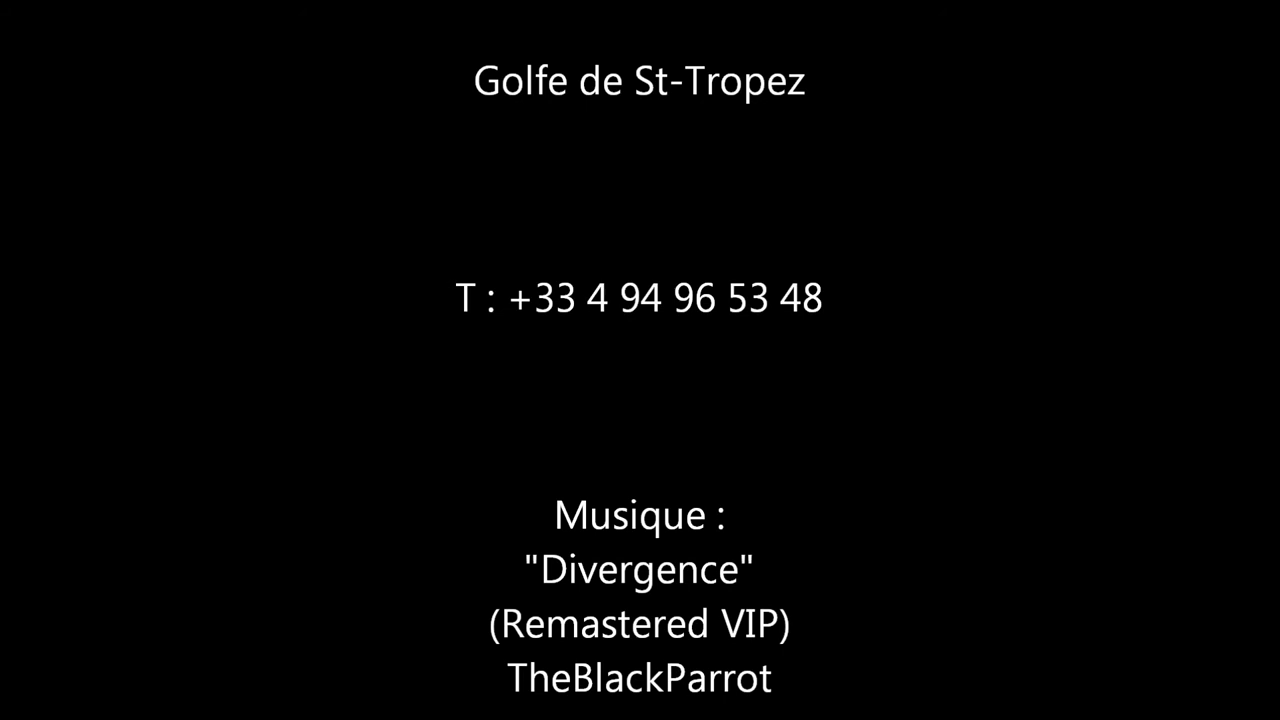 Golfe de St-Tropez
T : +33 4 94 96 53 48
Musique :
"Divergence"
(Remastered VIP)
TheBlackParrot